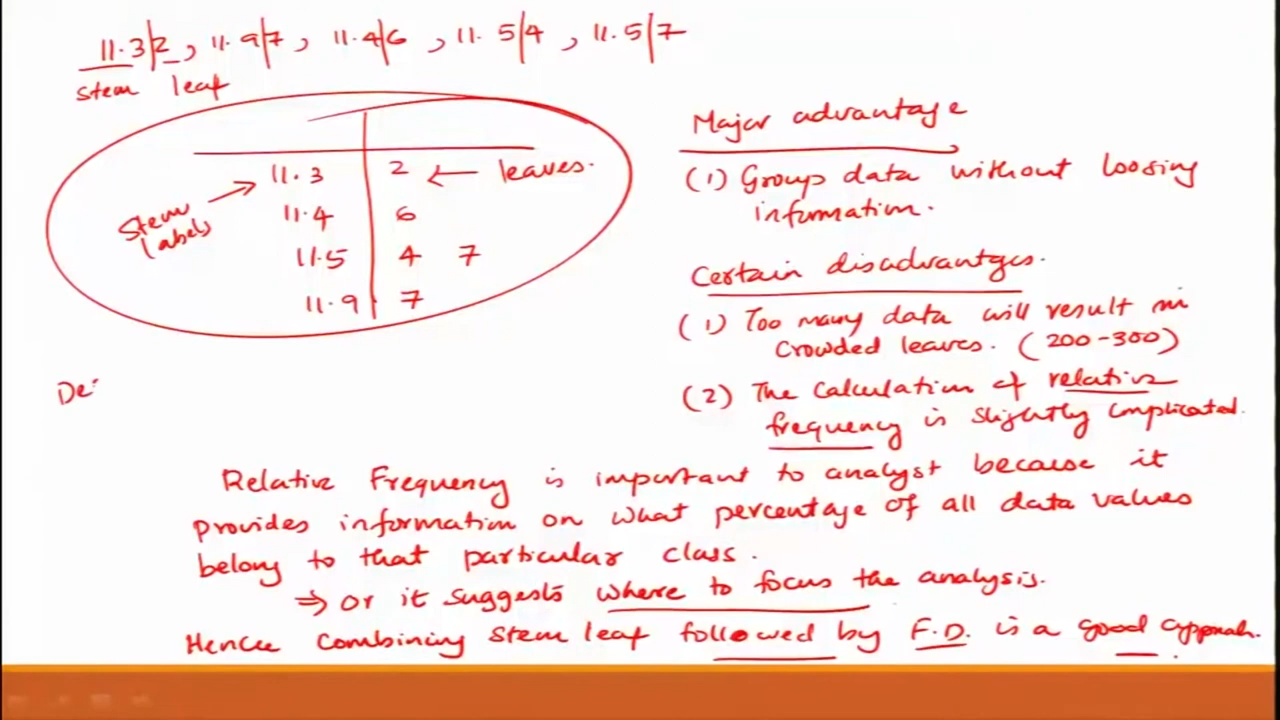 11.3|2, 11.9|7, 11.4|6, 11.5|4, 11.5|7
stem leaf
11.3 | 2 ← leaves.
Stem labels → 
11.4 | 6
11.5 | 4 7
11.9 | 7
Major advantage
(1) Group data without loosing
information.
Certain disadvantges.
(1) Too many data will result in
crowded leaves. (200-300)
(2) The calculation of relative
frequency is slightly complicated.
De
Relative Frequency is important to analyst because it
provides information on what percentage of all data values
belong to that particular class.
⇒ or it suggests where to focus the analysis.
Hence combining stem leaf followed by F.D. is a good